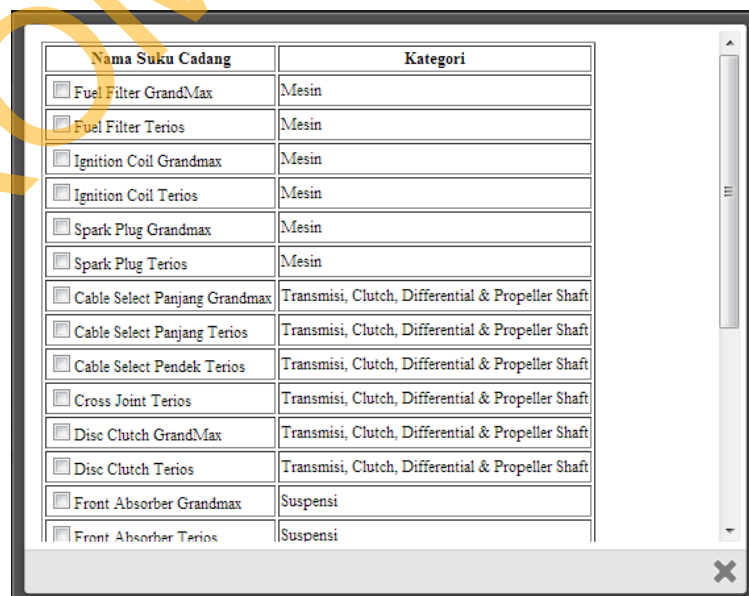 Nama Suku Cadang Kategori
Fuel Filter GrandMax Mesin
Fuel Filter Terios Mesin
Ignition Coil Grandmax Mesin
Ignition Coil Terios Mesin
Spark Plug Grandmax Mesin
Spark Plug Terios Mesin
Cable Select Panjang Grandmax Transmisi, Clutch, Differential & Propeller Shaft
Cable Select Panjang Terios Transmisi, Clutch, Differential & Propeller Shaft
Cable Select Pendek Terios Transmisi, Clutch, Differential & Propeller Shaft
Cross Joint Terios Transmisi, Clutch, Differential & Propeller Shaft
Disc Clutch GrandMax Transmisi, Clutch, Differential & Propeller Shaft
Disc Clutch Terios Transmisi, Clutch, Differential & Propeller Shaft
Front Absorber Grandmax Suspensi
Front Absorber Terios Suspensi